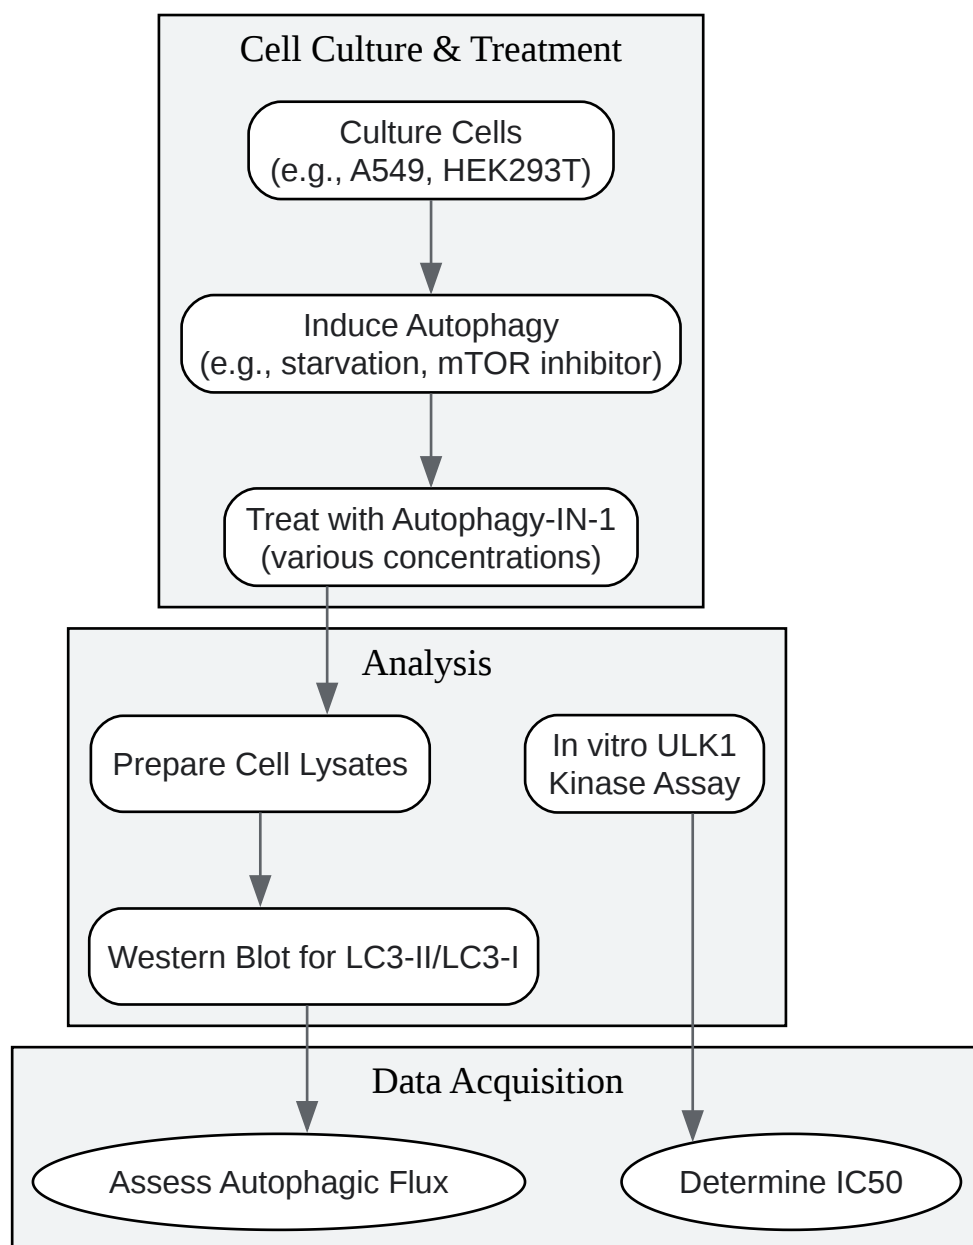 Cell Culture & Treatment
Culture Cells
(e.g., A549, HEK293T)
Induce Autophagy
(e.g., starvation, mTOR inhibitor)
Treat with Autophagy-IN-1
(various concentrations)
Analysis
Prepare Cell Lysates
In vitro ULK1
Kinase Assay
Western Blot for LC3-II/LC3-I
Data Acquisition
Assess Autophagic Flux
Determine IC50